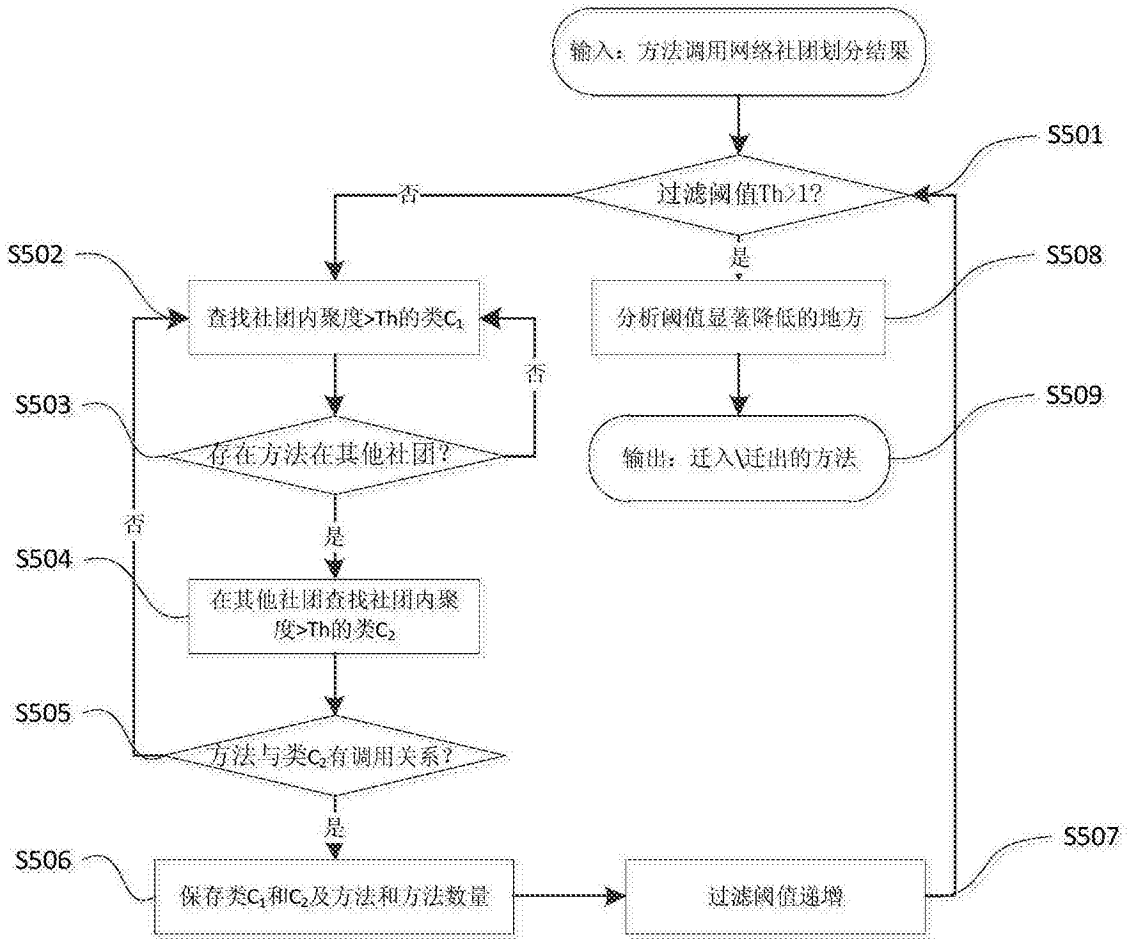 输入：方法调用网络社团划分结果
S501
过滤阈值Th>1？
否
是
S502
S508
查找社团内聚度>Th的类C₁
分析阈值显著降低的地方
否
S503
S509
存在方法在其他社团？
输出：迁入\迁出的方法
否
是
S504
在其他社团查找社团内聚
度>Th的类C₂
S505
方法与类C₂有调用关系？
是
S506
S507
保存类C₁和C₂及方法和方法数量
过滤阈值递增